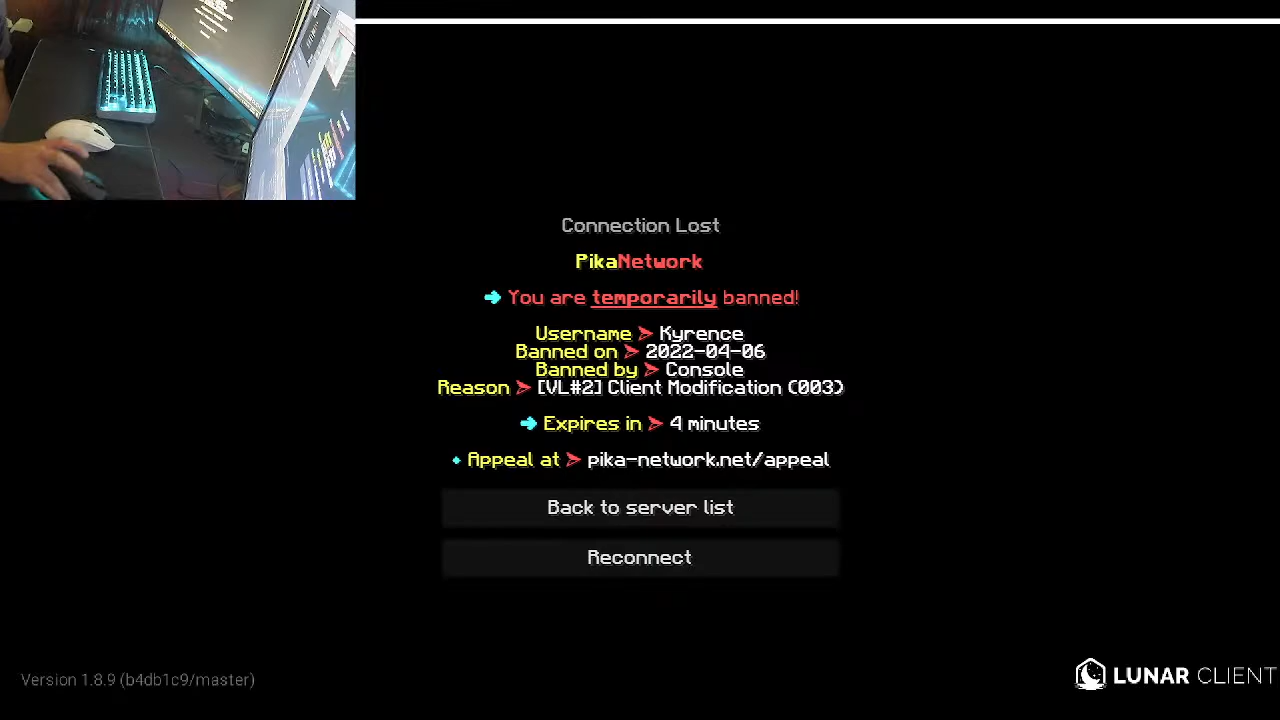 Connection Lost
PikaNetwork
You are temporarily banned!
Username ➤ Kyrence
Banned on ➤ 2022-04-06
Banned by ➤ Console
Reason ➤ [VL#2] Client Modification (003)
Expires in ➤ 4 minutes
Appeal at ➤ pika-network.net/appeal
Back to server list
Reconnect
Version 1.8.9 (b4db1c9/master)
LUNAR CLIENT